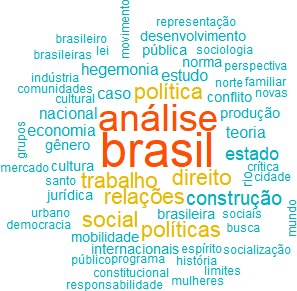 representação
movimento
brasileiro
desenvolvimento
brasileiras
lei
pública
sociologia
hegemonia
norma
perspectiva
indústria
estudo
norte
familiar
comunidades
caso
política
conflito
novas
cultural
nacional
análise
produção
economia
teoria
grupos
gênero
brasil
estado
mercado
cultura
crítica
santo
trabalho
direito
rio
cidade
jurídica
relações
construção
urbano
social
brasileira
sociais
mundo
democracia
políticas
busca
mobilidade
internacionais
espírito
socialização
público
programa
história
constitucional
limites
responsabilidade
mulheres